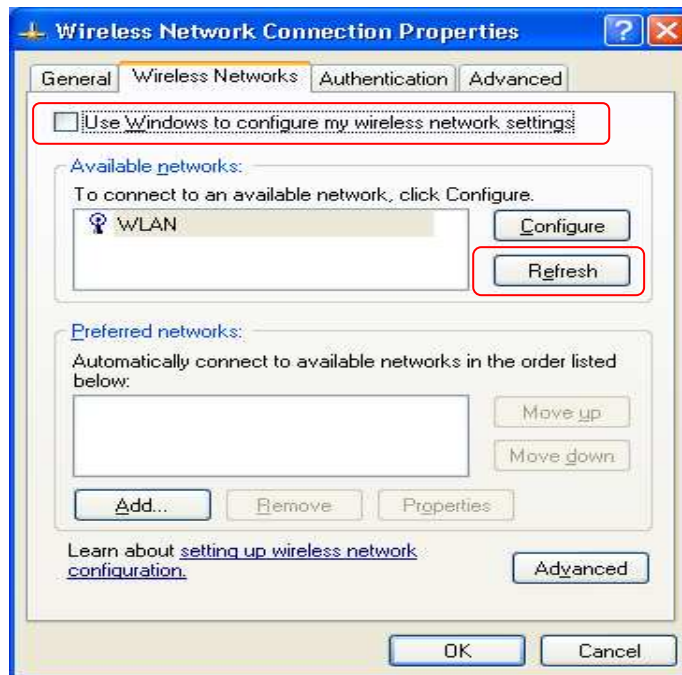 Wireless Network Connection Properties
General Wireless Networks Authentication Advanced
Use Windows to configure my wireless network settings
Available networks:
To connect to an available network, click Configure.
WLAN
Configure
Refresh
Preferred networks:
Automatically connect to available networks in the order listed
below:
Move up
Move down
Add... Remove Properties
Learn about setting up wireless network
configuration.
Advanced
OK Cancel